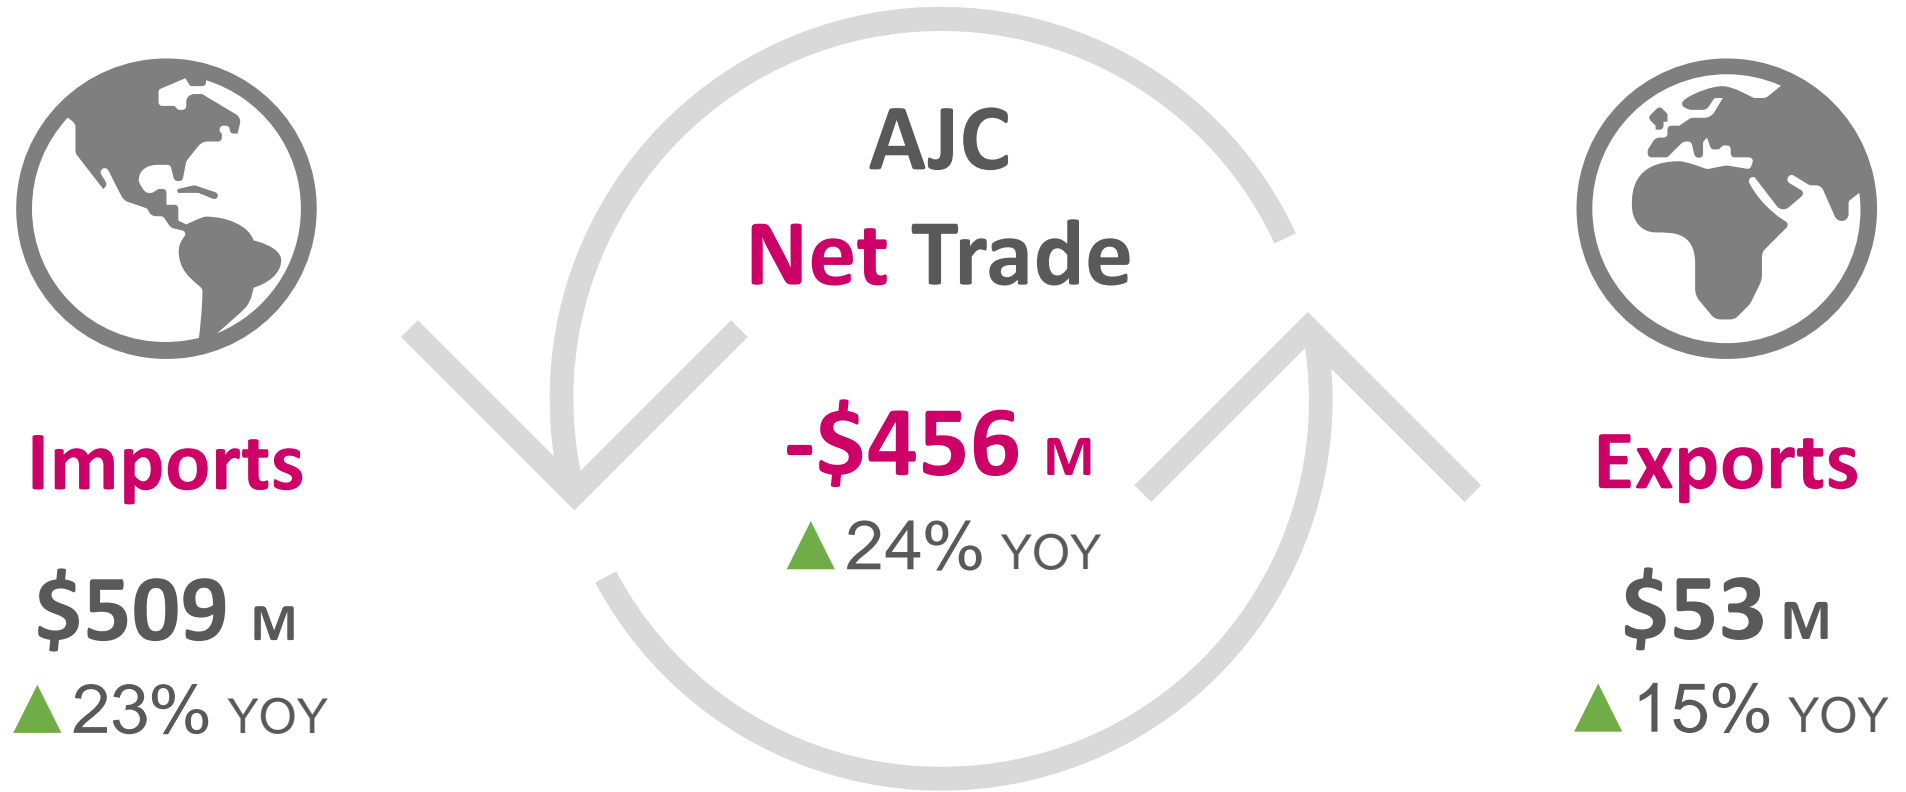 AJC
Net Trade
-$456 M
▲24% YOY
Imports
$509 M
▲23% YOY
Exports
$53 M
▲15% YOY